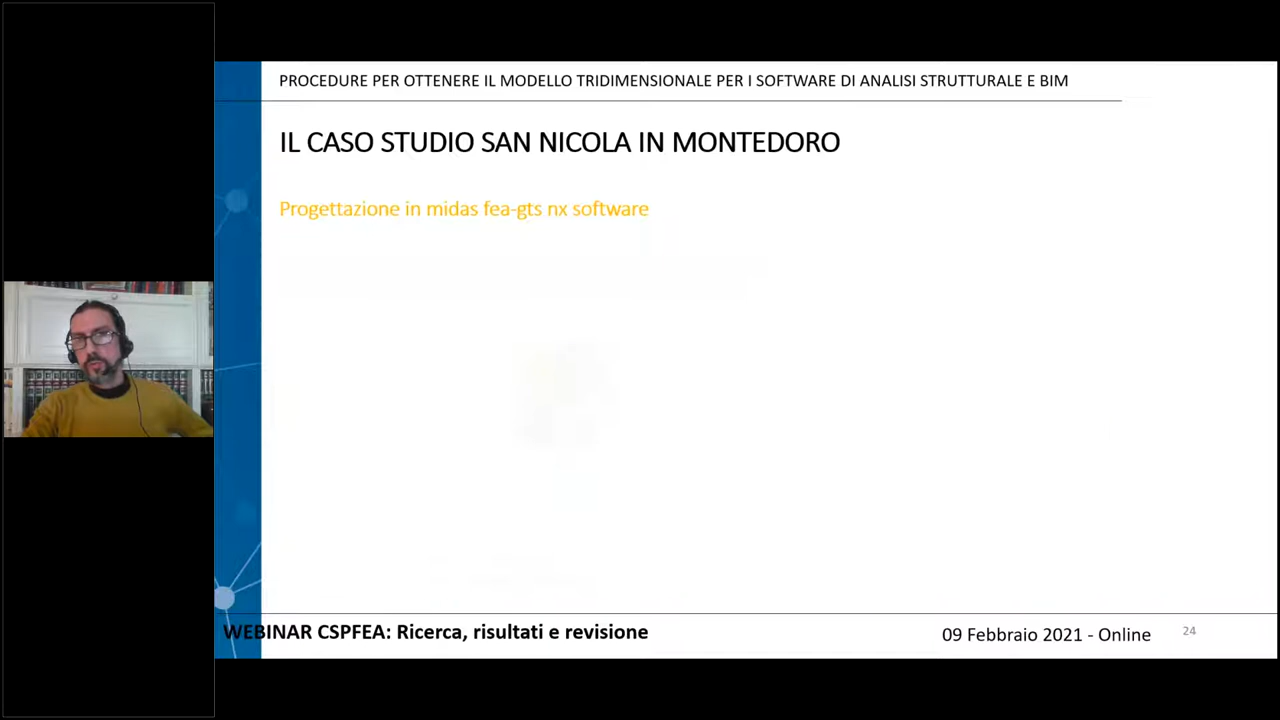 PROCEDURE PER OTTENERE IL MODELLO TRIDIMENSIONALE PER I SOFTWARE DI ANALISI STRUTTURALE E BIM
IL CASO STUDIO SAN NICOLA IN MONTEDORO
Progettazione in midas fea-gts nx software
WEBINAR CSPFEA: Ricerca, risultati e revisione
09 Febbraio 2021 - Online
24